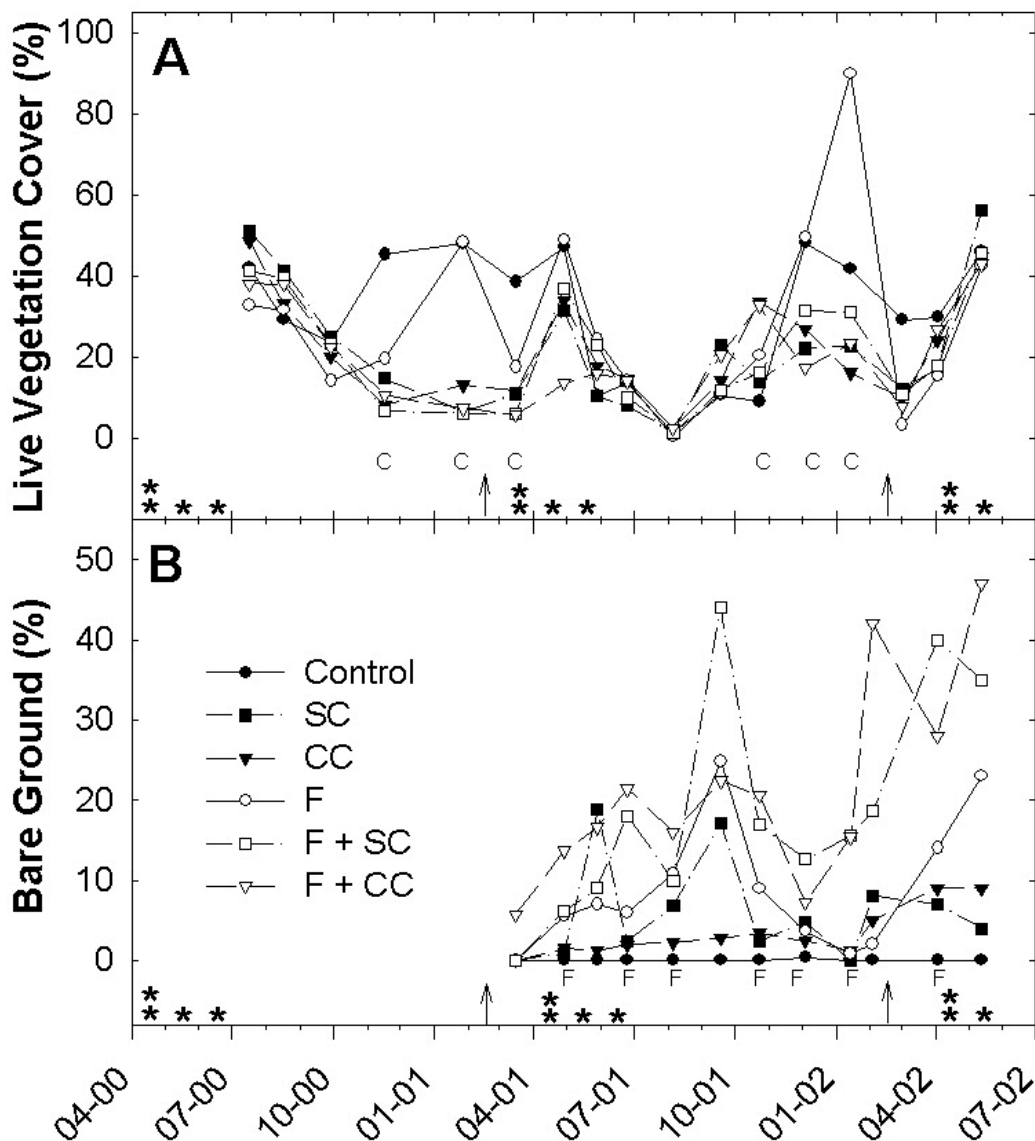 100
80
60
40
20
0
Live Vegetation Cover (%)
A
C C C C C C
* * * * * * * * * * *
50
40
30
20
10
0
Bare Ground (%)
B
Control
SC
CC
F
F + SC
F + CC
F F F F F F F
* * * * * * * * * * *
04-00 07-00 10-00 01-01 04-01 07-01 10-01 01-02 04-02 07-02